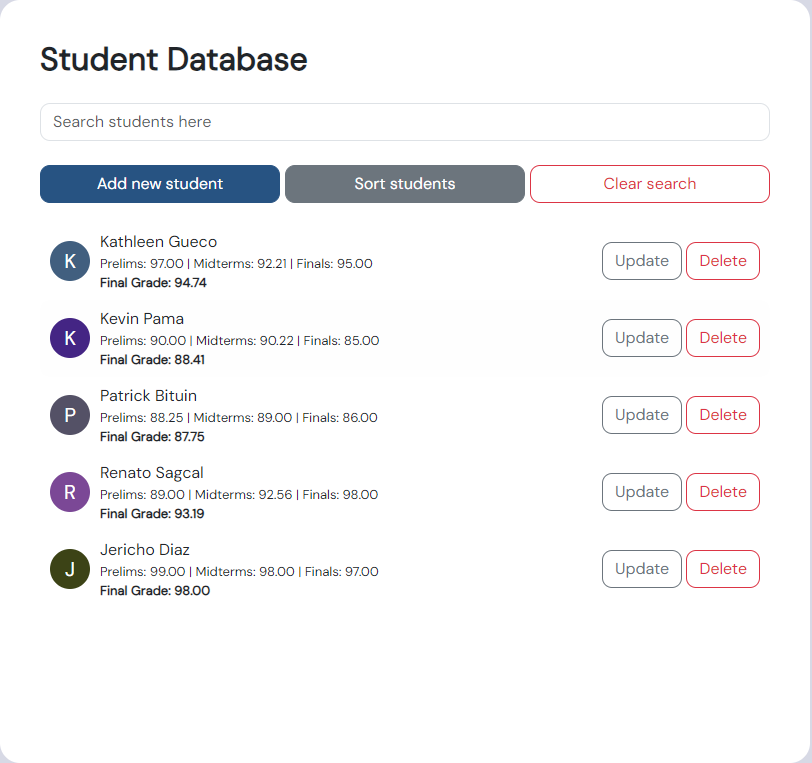 Student Database
Search students here
Add new student
Sort students
Clear search
K
Kathleen Gueco
Prelims: 97.00 | Midterms: 92.21 | Finals: 95.00
Final Grade: 94.74
Update
Delete
K
Kevin Pama
Prelims: 90.00 | Midterms: 90.22 | Finals: 85.00
Final Grade: 88.41
Update
Delete
P
Patrick Bituin
Prelims: 88.25 | Midterms: 89.00 | Finals: 86.00
Final Grade: 87.75
Update
Delete
R
Renato Sagcal
Prelims: 89.00 | Midterms: 92.56 | Finals: 98.00
Final Grade: 93.19
Update
Delete
J
Jericho Diaz
Prelims: 99.00 | Midterms: 98.00 | Finals: 97.00
Final Grade: 98.00
Update
Delete